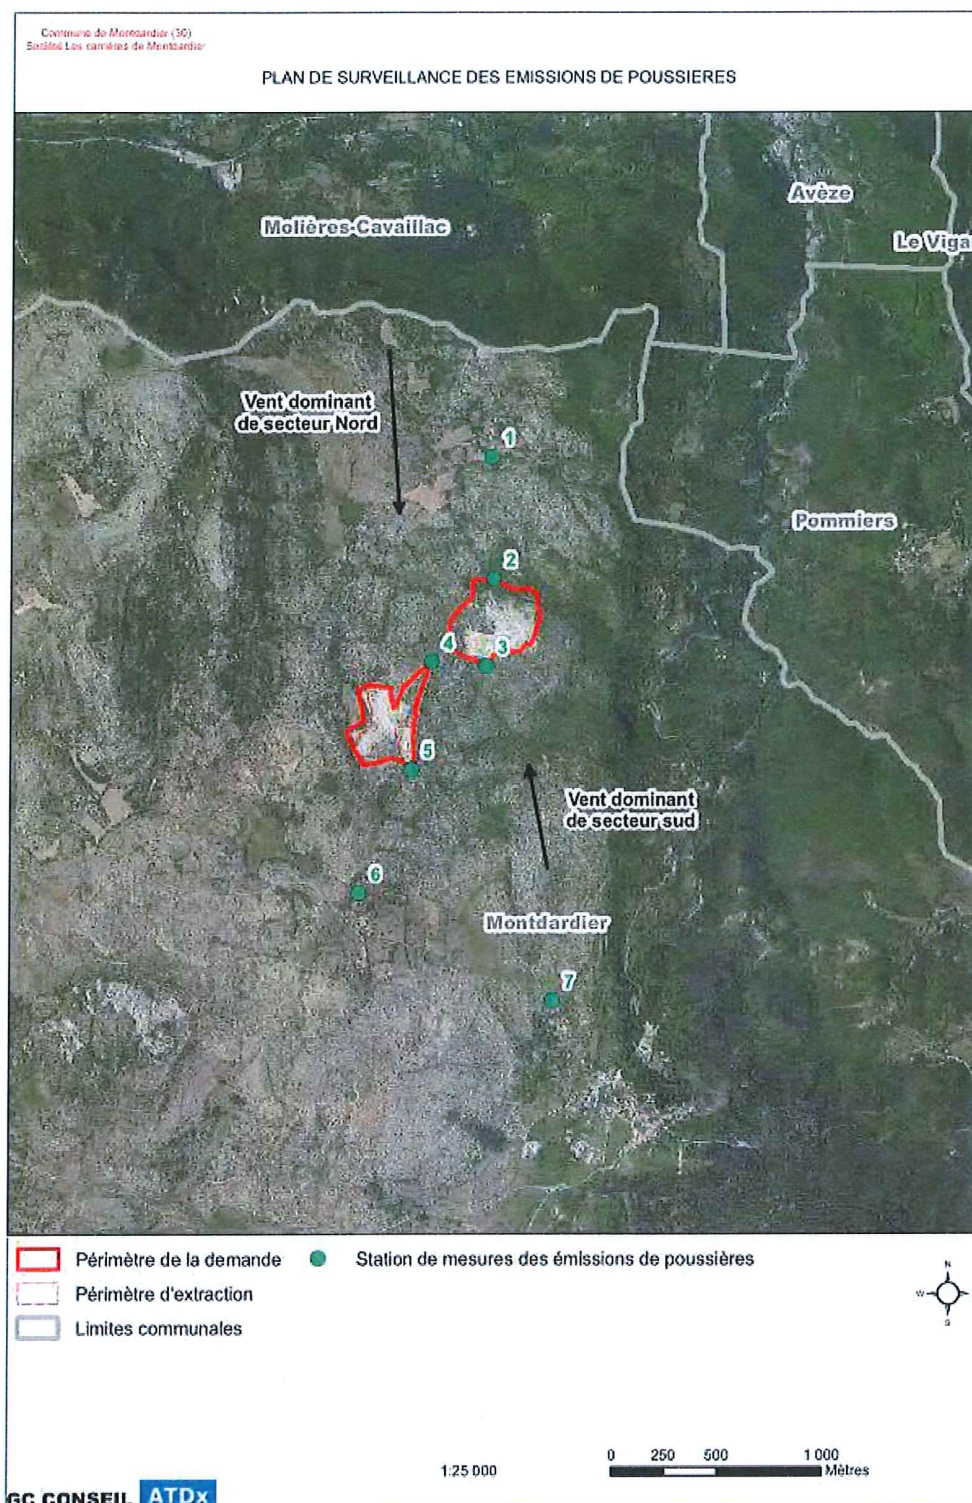 Commune de Montdardier (30)
Société Les carrières de Montdardier
PLAN DE SURVEILLANCE DES EMISSIONS DE POUSSIERES
Avèze
Molières-Cavaillac
Le Viga
Vent dominant
de secteur Nord
1
Pommiers
2
4
3
5
Vent dominant
de secteur sud
6
Montdardier
7
Périmètre de la demande
Station de mesures des émissions de poussières
Périmètre d'extraction
Limites communales
N
W
S
0 250 500 1 000
1:25 000
Mètres
GC CONSEIL ATDx